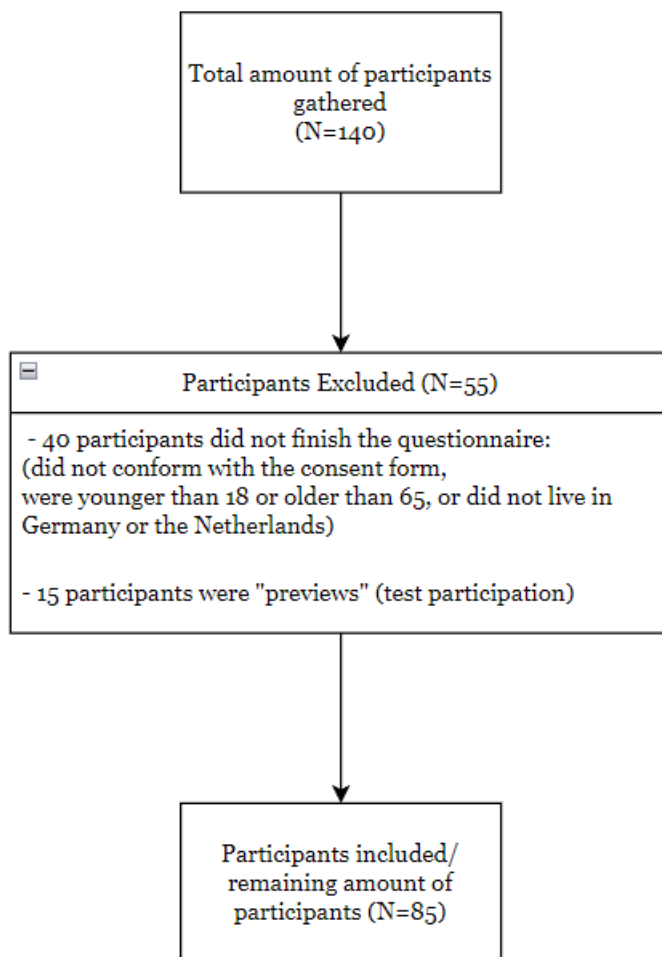 Total amount of participants
gathered
(N=140)
Participants Excluded (N=55)
- 40 participants did not finish the questionnaire:
(did not conform with the consent form,
were younger than 18 or older than 65, or did not live in
Germany or the Netherlands)
- 15 participants were "previews" (test participation)
Participants included/
remaining amount of
participants (N=85)